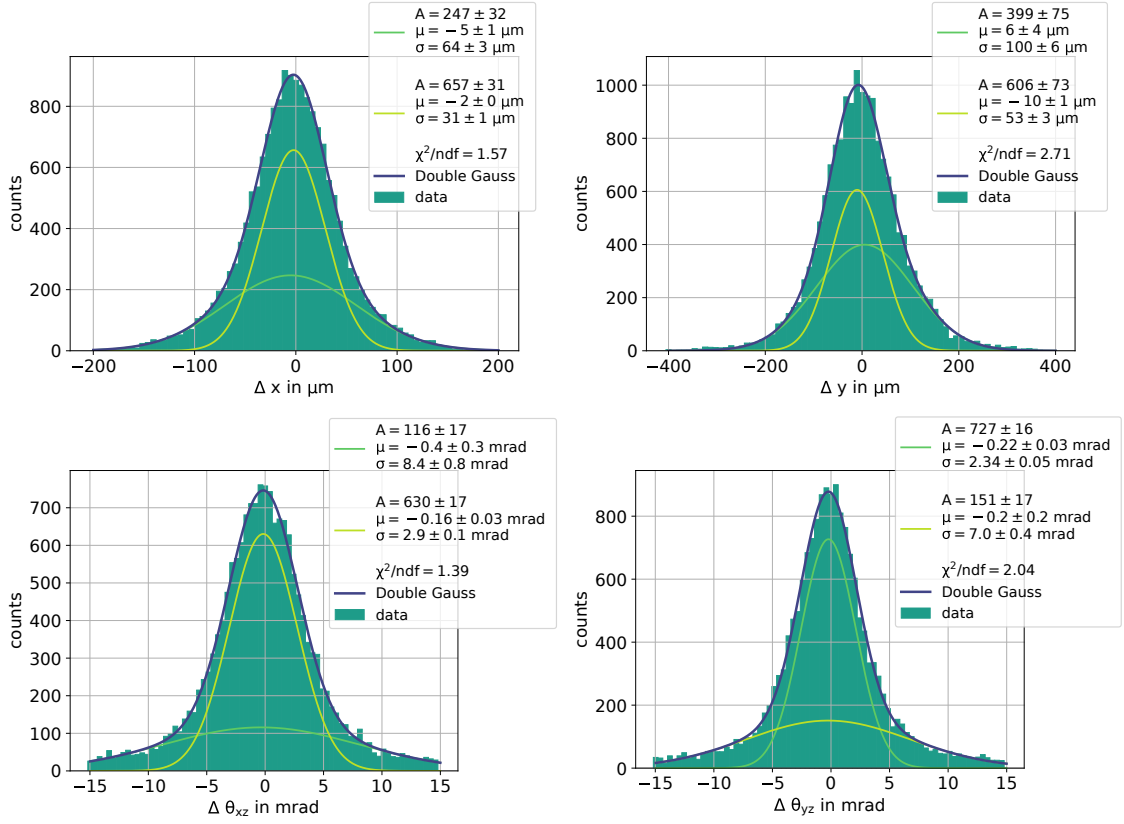 A = 247 ± 32
μ = −5 ± 1 μm
σ = 64 ± 3 μm
A = 657 ± 31
μ = −2 ± 0 μm
σ = 31 ± 1 μm
χ²/ndf = 1.57
Double Gauss
data
counts
800
600
400
200
0
−200
−100
0
100
200
Δ x in μm
A = 399 ± 75
μ = 6 ± 4 μm
σ = 100 ± 6 μm
A = 606 ± 73
μ = −10 ± 1 μm
σ = 53 ± 3 μm
χ²/ndf = 2.71
Double Gauss
data
counts
1000
800
600
400
200
0
−400
−200
0
200
400
Δ y in μm
A = 116 ± 17
μ = −0.4 ± 0.3 mrad
σ = 8.4 ± 0.8 mrad
A = 630 ± 17
μ = −0.16 ± 0.03 mrad
σ = 2.9 ± 0.1 mrad
χ²/ndf = 1.39
Double Gauss
data
counts
700
600
500
400
300
200
100
0
−15
−10
−5
0
5
10
15
Δ θxz in mrad
A = 727 ± 16
μ = −0.22 ± 0.03 mrad
σ = 2.34 ± 0.05 mrad
A = 151 ± 17
μ = −0.2 ± 0.2 mrad
σ = 7.0 ± 0.4 mrad
χ²/ndf = 2.04
Double Gauss
data
counts
800
600
400
200
0
−15
−10
−5
0
5
10
15
Δ θyz in mrad